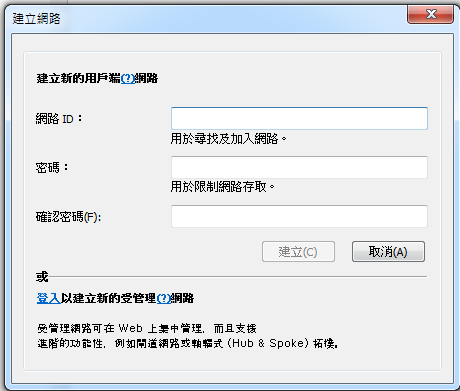 建立網路
建立新的用戶端(?)網路
網路 ID：
用於尋找及加入網路。
密碼：
用於限制網路存取。
確認密碼(F):
建立(C)
取消(A)
或
登入以建立新的受管理(?)網路
受管理網路可在 Web 上集中管理，而且支援
進階的功能性，例如閘道網路或軸輻式 (Hub & Spoke) 拓樸。